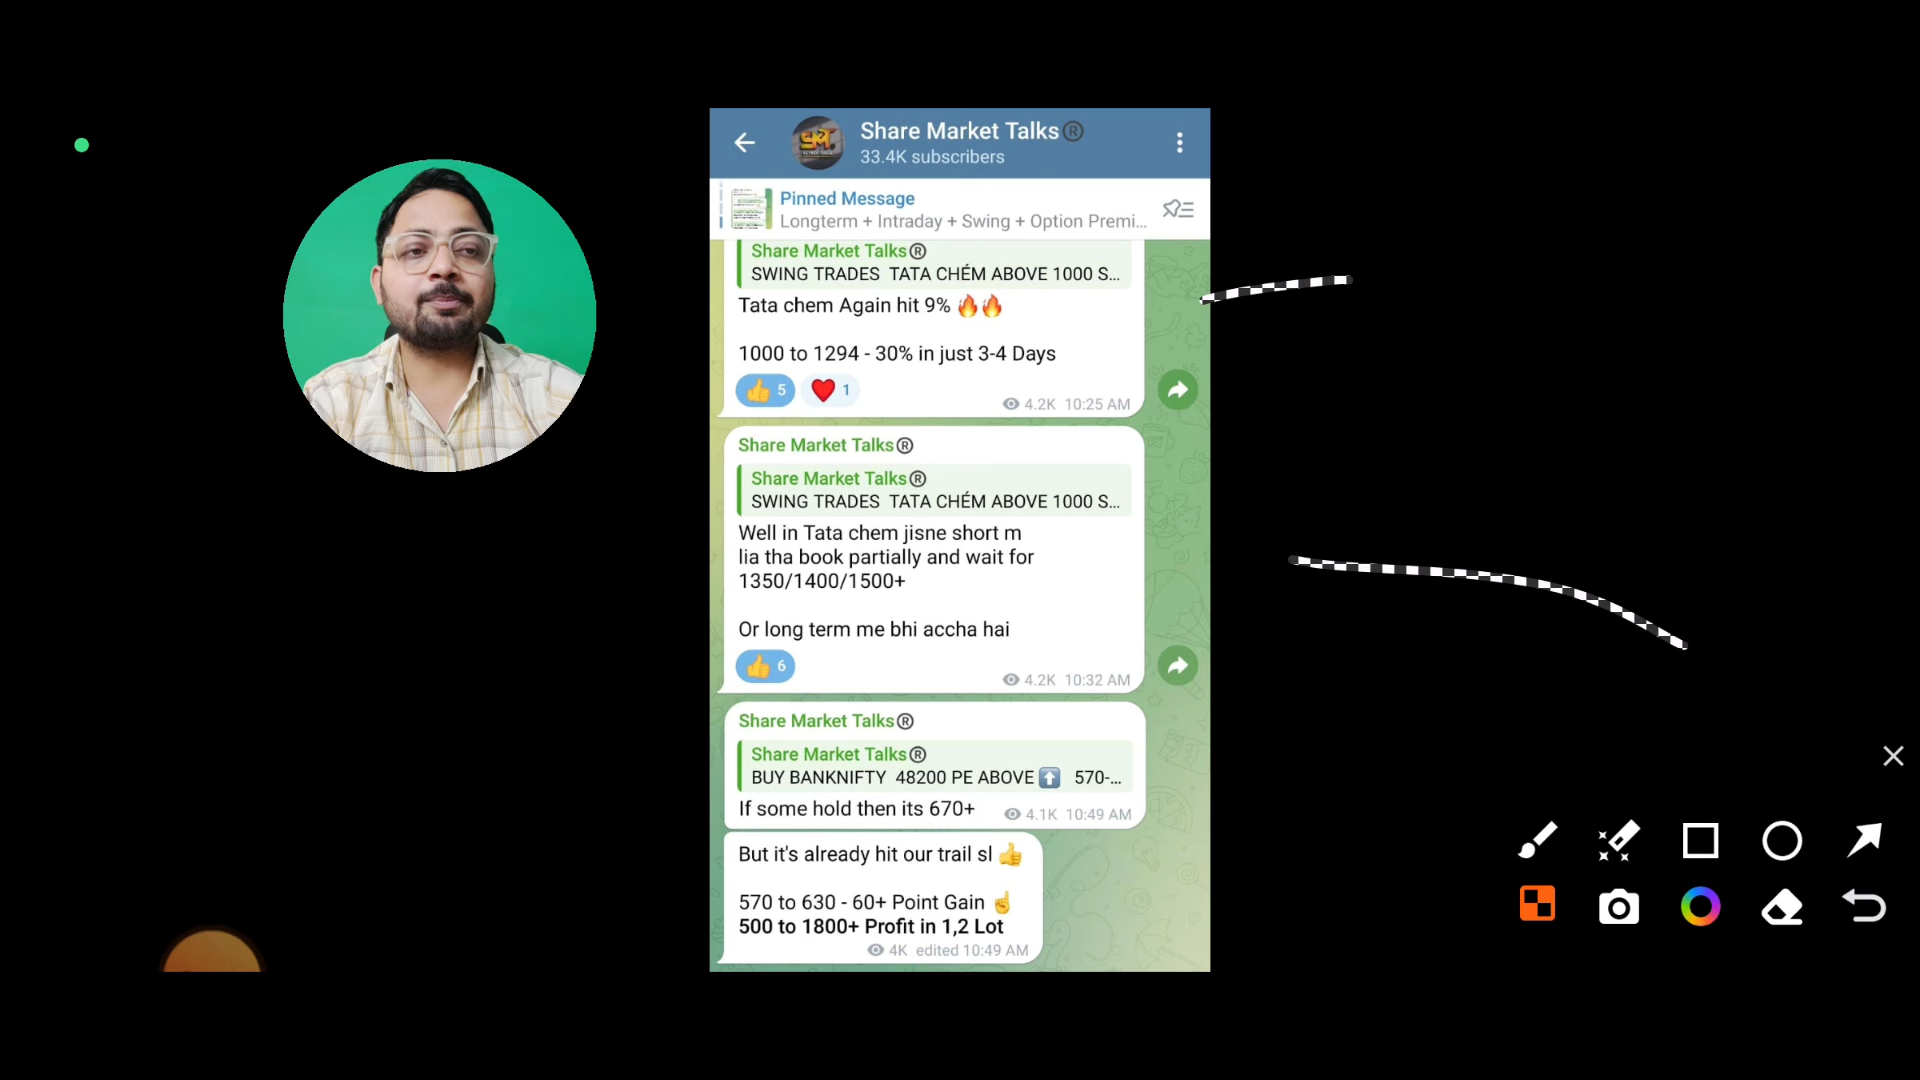 Share Market Talks®
33.4K subscribers
Pinned Message
Longterm + Intraday + Swing + Option Premi...
Share Market Talks®
SWING TRADES TATA CHÉM ABOVE 1000 S...
Tata chem Again hit 9% 🔥🔥
1000 to 1294 - 30% in just 3-4 Days
👍 5 ❤️ 1
4.2K 10:25 AM
Share Market Talks®
Share Market Talks®
SWING TRADES TATA CHÉM ABOVE 1000 S...
Well in Tata chem jisne short m
lia tha book partially and wait for
1350/1400/1500+
Or long term me bhi accha hai
👍 6
4.2K 10:32 AM
Share Market Talks®
Share Market Talks®
BUY BANKNIFTY 48200 PE ABOVE ⬆️ 570-...
If some hold then its 670+
4.1K 10:49 AM
But it's already hit our trail sl 👍
570 to 630 - 60+ Point Gain ☝️
500 to 1800+ Profit in 1,2 Lot
4K edited 10:49 AM